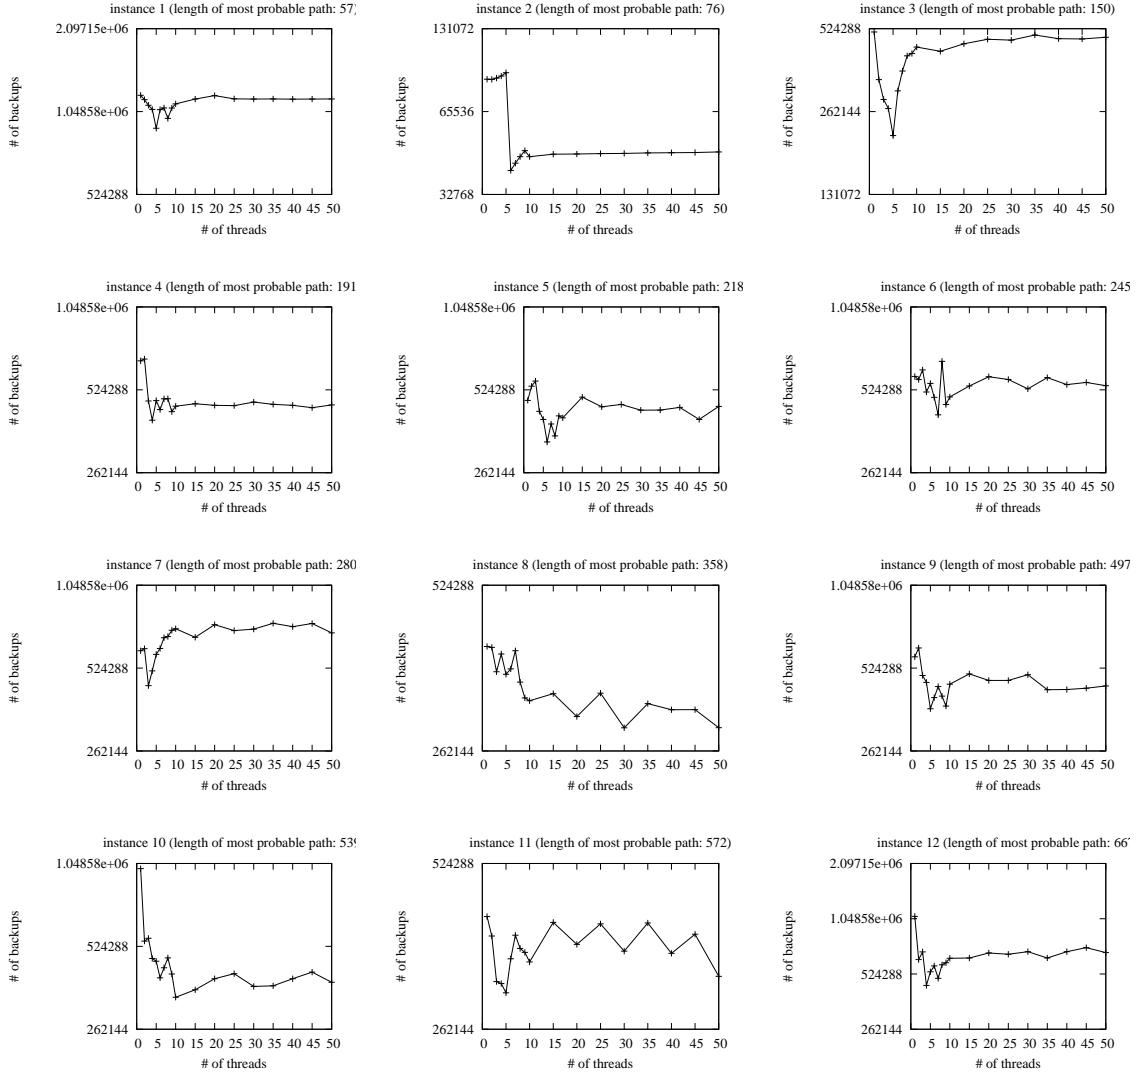 instance 1 (length of most probable path: 57)
2.09715e+06
1.04858e+06
524288
# of backups
0 5 10 15 20 25 30 35 40 45 50
# of threads
instance 2 (length of most probable path: 76)
131072
65536
32768
# of backups
0 5 10 15 20 25 30 35 40 45 50
# of threads
instance 3 (length of most probable path: 150)
524288
262144
131072
# of backups
0 5 10 15 20 25 30 35 40 45 50
# of threads
instance 4 (length of most probable path: 191
1.04858e+06
524288
262144
# of backups
0 5 10 15 20 25 30 35 40 45 50
# of threads
instance 5 (length of most probable path: 218
1.04858e+06
524288
262144
# of backups
0 5 10 15 20 25 30 35 40 45 50
# of threads
instance 6 (length of most probable path: 245
1.04858e+06
524288
262144
# of backups
0 5 10 15 20 25 30 35 40 45 50
# of threads
instance 7 (length of most probable path: 280
1.04858e+06
524288
262144
# of backups
0 5 10 15 20 25 30 35 40 45 50
# of threads
instance 8 (length of most probable path: 358)
524288
262144
# of backups
0 5 10 15 20 25 30 35 40 45 50
# of threads
instance 9 (length of most probable path: 497
1.04858e+06
524288
262144
# of backups
0 5 10 15 20 25 30 35 40 45 50
# of threads
instance 10 (length of most probable path: 539
1.04858e+06
524288
262144
# of backups
0 5 10 15 20 25 30 35 40 45 50
# of threads
instance 11 (length of most probable path: 572)
524288
262144
# of backups
0 5 10 15 20 25 30 35 40 45 50
# of threads
instance 12 (length of most probable path: 667
2.09715e+06
1.04858e+06
524288
262144
# of backups
0 5 10 15 20 25 30 35 40 45 50
# of threads